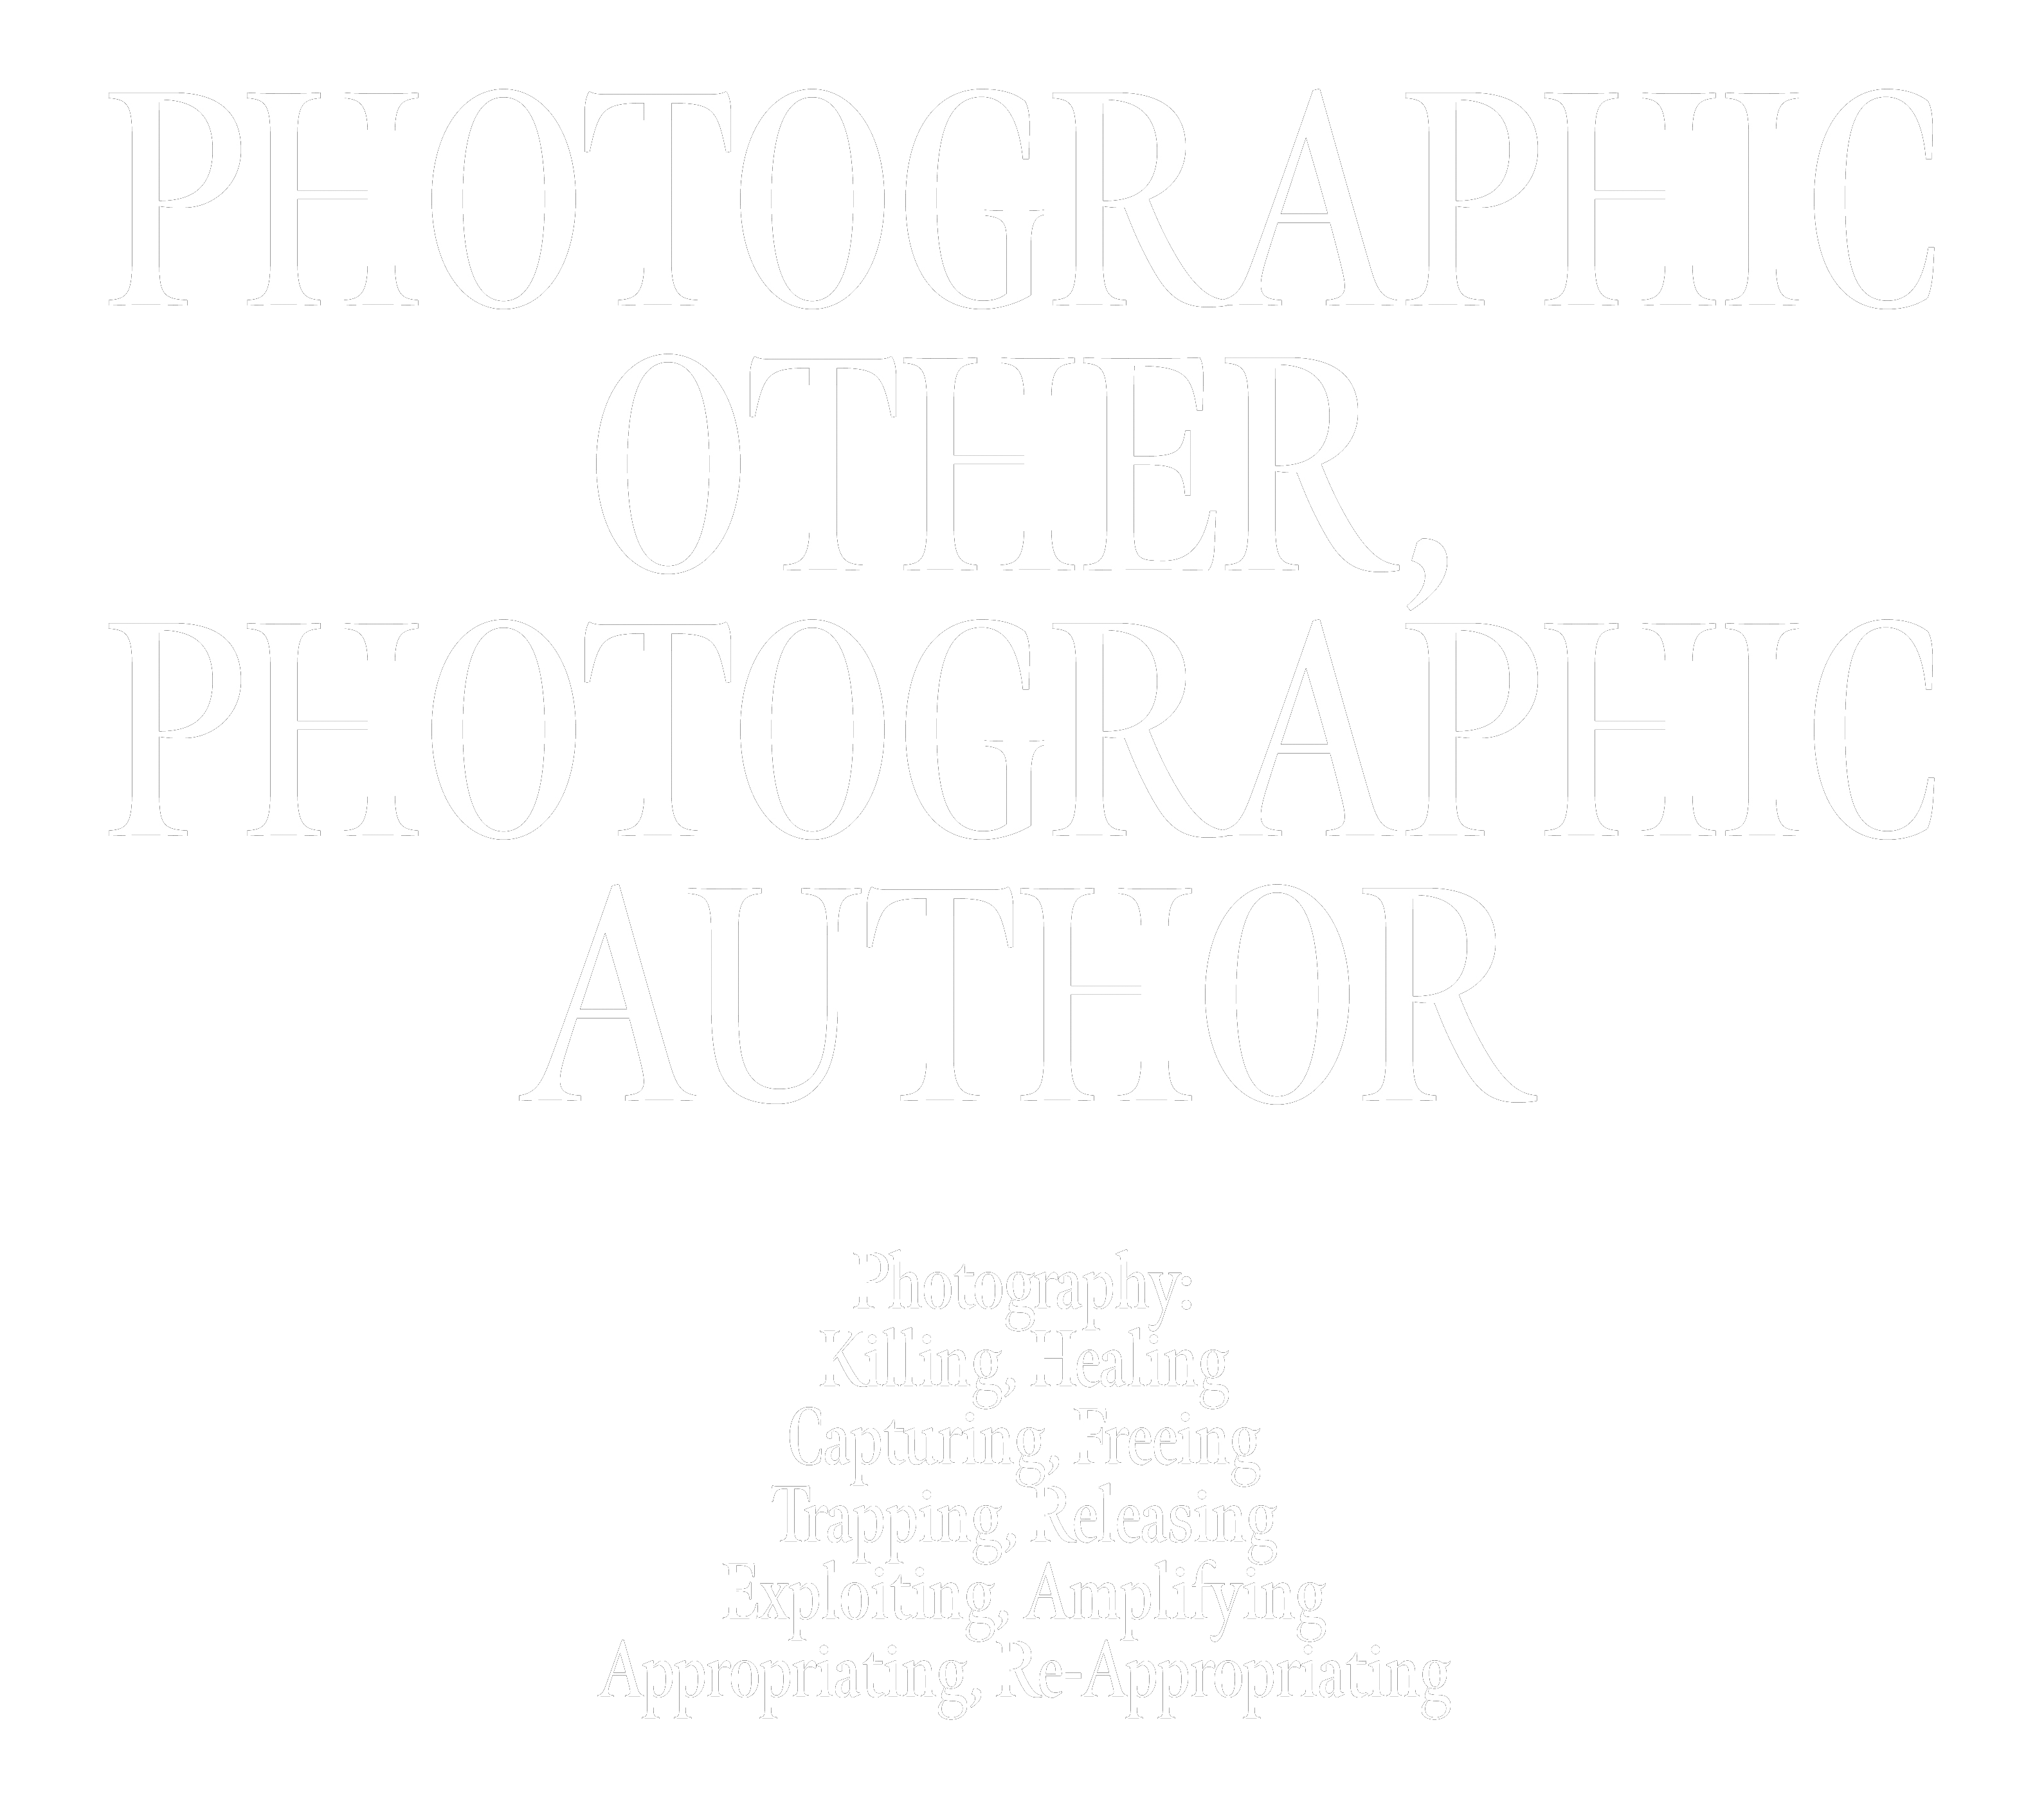 PHOTOGRAPHIC
OTHER,
PHOTOGRAPHIC
AUTHOR
Photography:
Killing, Healing
Capturing, Freeing
Trapping, Releasing
Exploiting, Amplifying
Appropriating, Re-Appropriating